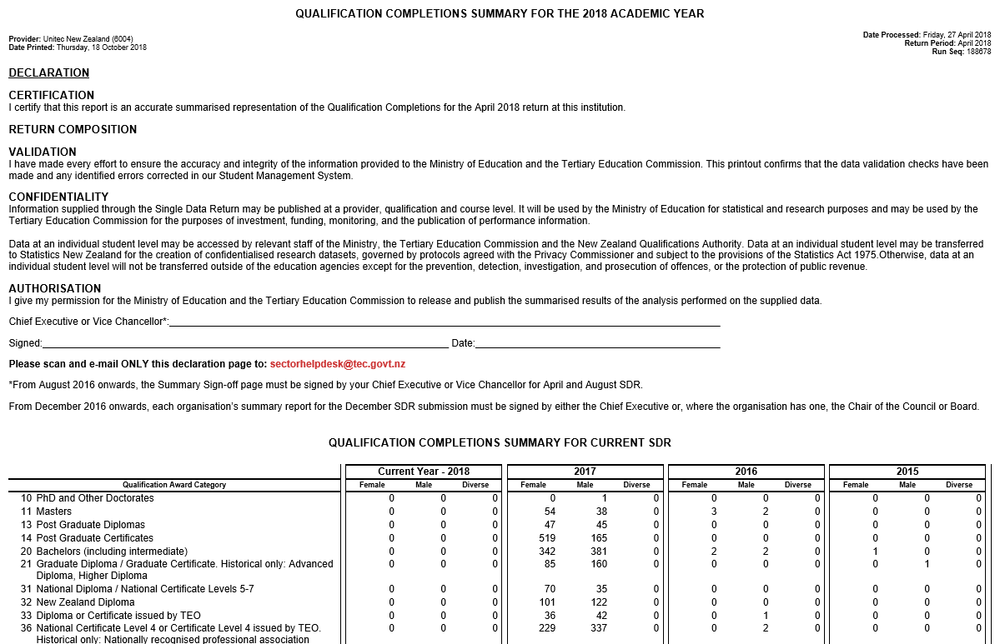 QUALIFICATION COMPLETIONS SUMMARY FOR THE 2018 ACADEMIC YEAR
Provider: Unitec New Zealand (6004)
Date Printed: Thursday, 18 October 2018
Date Processed: Friday, 27 April 2018
Return Period: April 2018
Run Seq: 188678
DECLARATION
CERTIFICATION
I certify that this report is an accurate summarised representation of the Qualification Completions for the April 2018 return at this institution.
RETURN COMPOSITION
VALIDATION
I have made every effort to ensure the accuracy and integrity of the information provided to the Ministry of Education and the Tertiary Education Commission. This printout confirms that the data validation checks have been
made and any identified errors corrected in our Student Management System.
CONFIDENTIALITY
Information supplied through the Single Data Return may be published at a provider, qualification and course level. It will be used by the Ministry of Education for statistical and research purposes and may be used by the
Tertiary Education Commission for the purposes of investment, funding, monitoring, and the publication of performance information.
Data at an individual student level may be accessed by relevant staff of the Ministry, the Tertiary Education Commission and the New Zealand Qualifications Authority. Data at an individual student level may be transferred
to Statistics New Zealand for the creation of confidentialised research datasets, governed by protocols agreed with the Privacy Commissioner and subject to the provisions of the Statistics Act 1975.Otherwise, data at an
individual student level will not be transferred outside of the education agencies except for the prevention, detection, investigation, and prosecution of offences, or the protection of public revenue.
AUTHORISATION
I give my permission for the Ministry of Education and the Tertiary Education Commission to release and publish the summarised results of the analysis performed on the supplied data.
Chief Executive or Vice Chancellor*:
Signed: Date:
Please scan and e-mail ONLY this declaration page to: sectorhelpdesk@tec.govt.nz
*From August 2016 onwards, the Summary Sign-off page must be signed by your Chief Executive or Vice Chancellor for April and August SDR.
From December 2016 onwards, each organisation's summary report for the December SDR submission must be signed by either the Chief Executive or, where the organisation has one, the Chair of the Council or Board.
QUALIFICATION COMPLETIONS SUMMARY FOR CURRENT SDR
Current Year - 2018 2017 2016 2015
Qualification Award Category Female Male Diverse Female Male Diverse Female Male Diverse Female Male Diverse
10 PhD and Other Doctorates 0 0 0 0 1 0 0 0 0 0 0 0
11 Masters 0 0 0 54 38 0 3 2 0 0 0 0
13 Post Graduate Diplomas 0 0 0 47 45 0 0 0 0 0 0 0
14 Post Graduate Certificates 0 0 0 519 165 0 0 0 0 0 0 0
20 Bachelors (including intermediate) 0 0 0 342 381 0 2 2 0 1 0 0
21 Graduate Diploma / Graduate Certificate. Historical only: Advanced 0 0 0 85 160 0 0 0 0 0 1 0
Diploma, Higher Diploma
31 National Diploma / National Certificate Levels 5-7 0 0 0 70 35 0 0 0 0 0 0 0
32 New Zealand Diploma 0 0 0 101 122 0 0 0 0 0 0 0
33 Diploma or Certificate issued by TEO 0 0 0 36 42 0 0 1 0 0 0 0
36 National Certificate Level 4 or Certificate Level 4 issued by TEO. 0 0 0 229 337 0 0 2 0 0 0 0
Historical only: Nationally recognised professional association